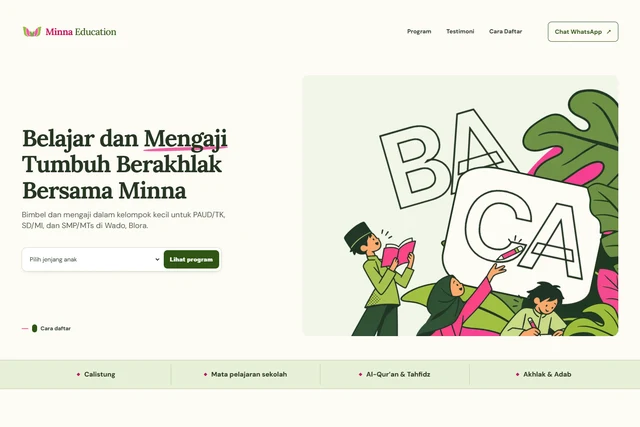 Minna Education
Program
Testimoni
Cara Daftar
Chat WhatsApp ↗
Belajar dan Mengaji
Tumbuh Berakhlak
Bersama Minna
Bimbel dan mengaji dalam kelompok kecil untuk PAUD/TK,
SD/MI, dan SMP/MTs di Wado, Blora.
Pilih jenjang anak
Lihat program
Cara daftar
BA
CA
Calistung
Mata pelajaran sekolah
Al-Qur'an & Tahfidz
Akhlak & Adab